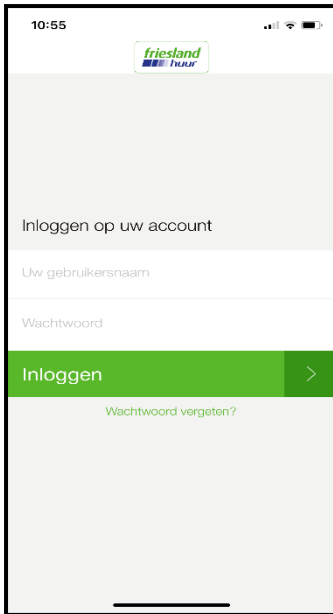 10:55
friesland
huur
Inloggen op uw account
Uw gebruikersnaam
Wachtwoord
Inloggen
Wachtwoord vergeten?